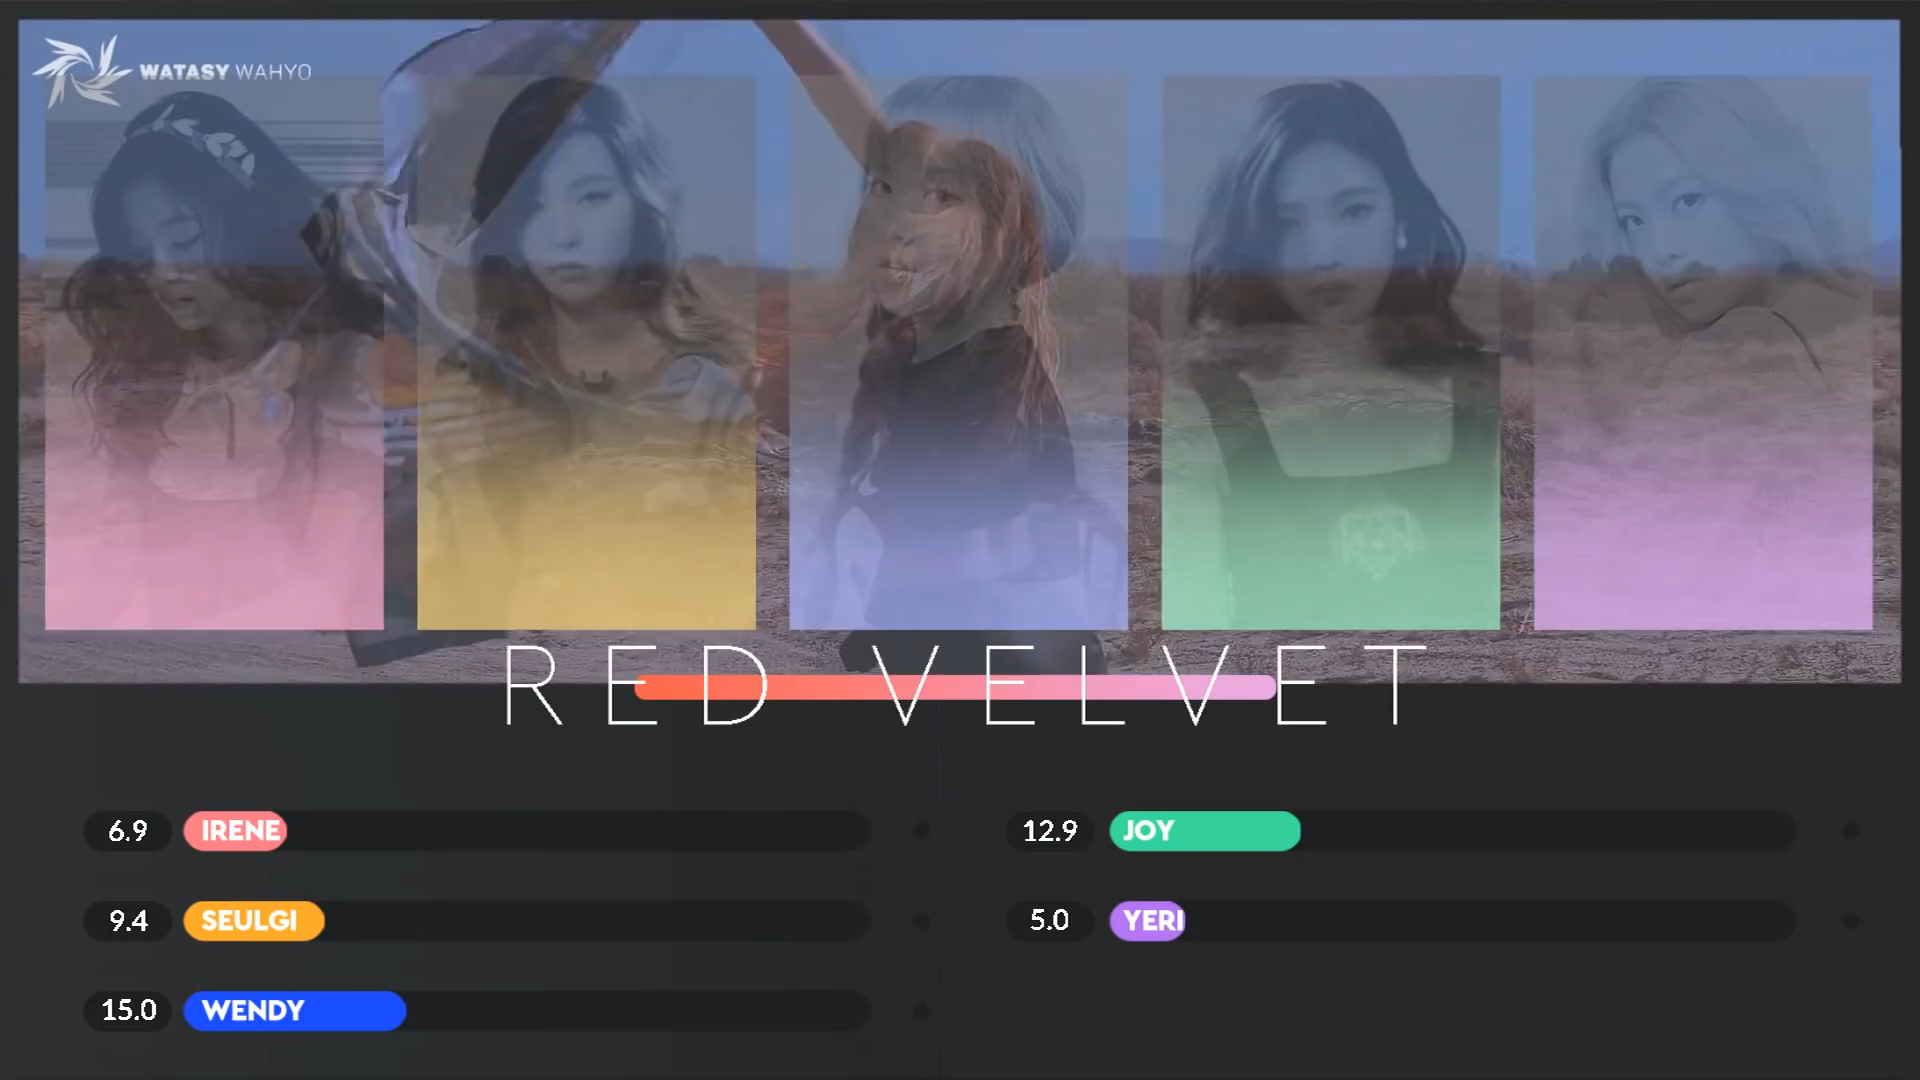 WATASY WAHYO
RED VELVET
6.9 IRENE
9.4 SEULGI
15.0 WENDY
12.9 JOY
5.0 YERI